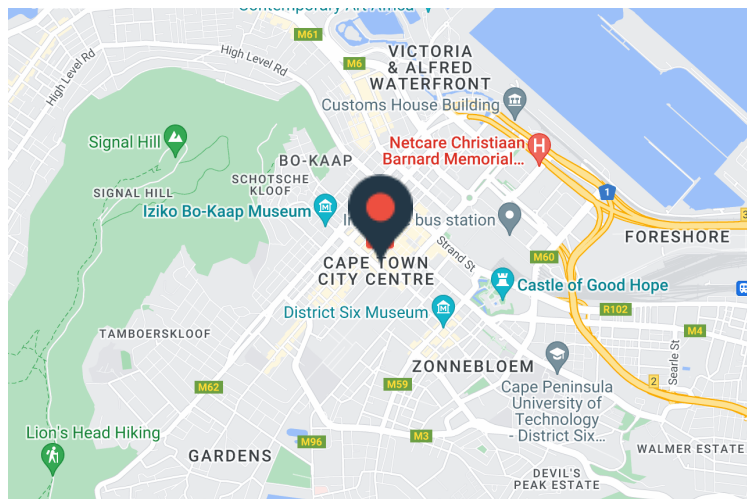 Contemporary Art Africa
M61
High Level Rd
High Level Rd
M6
VICTORIA
& ALFRED
WATERFRONT
Customs House Building
Signal Hill
Netcare Christiaan
Barnard Memorial...
BO-KAAP
SCHOTSCHE
KLOOF
SIGNAL HILL
1
Iziko Bo-Kaap Museum
bus station
3
FORESHORE
Strand St
M60
CAPE TOWN
CITY CENTRE
Castle of Good Hope
District Six Museum
R102
M4
TAMBOERSKLOOF
Searle St
ZONNEBLOEM
M62
M59
2
Cape Peninsula
University of
Technology
- District Six...
Lion's Head Hiking
M96
M3
GARDENS
WALMER ESTATE
DEVIL'S
PEAK ESTATE